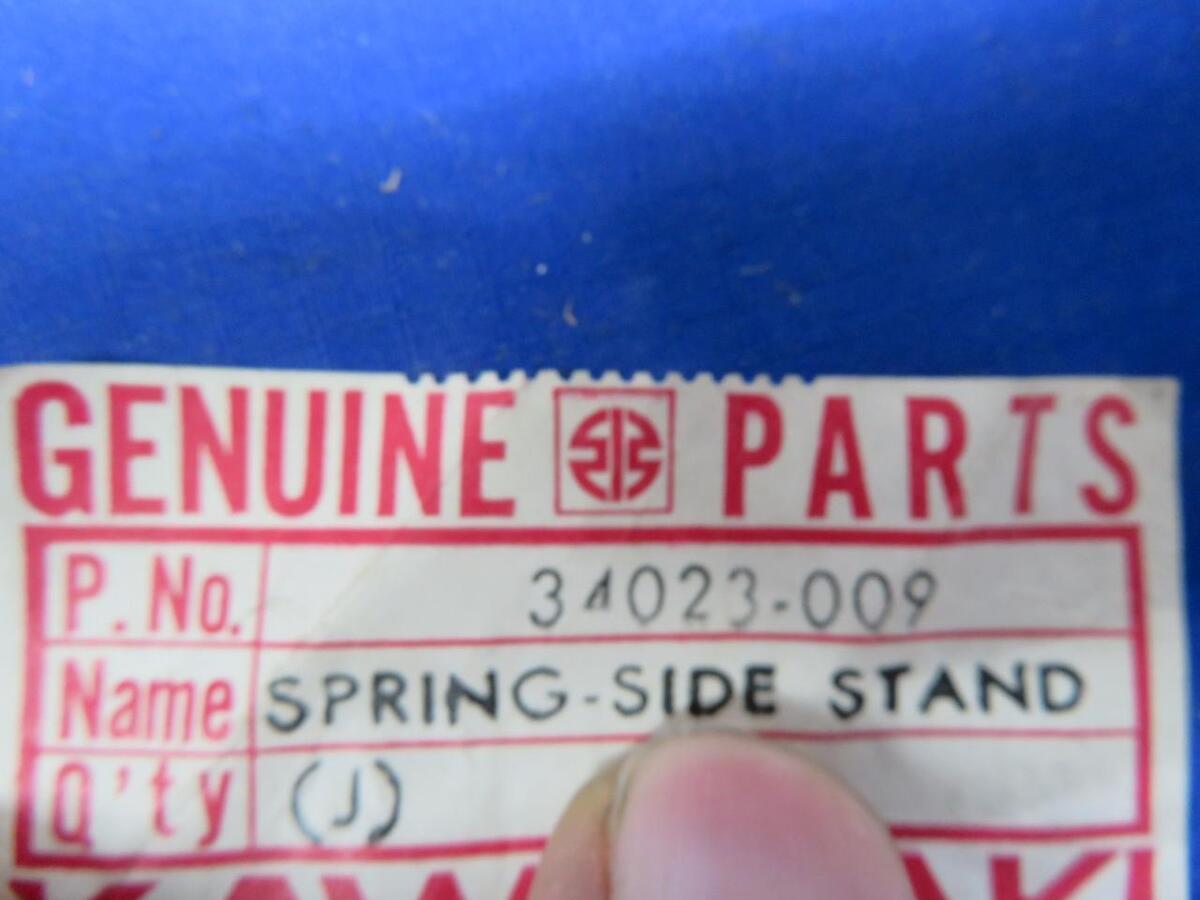 GENUINE PARTS
P. No. 34023-009
Name SPRING-SIDE STAND
Q'ty (J)